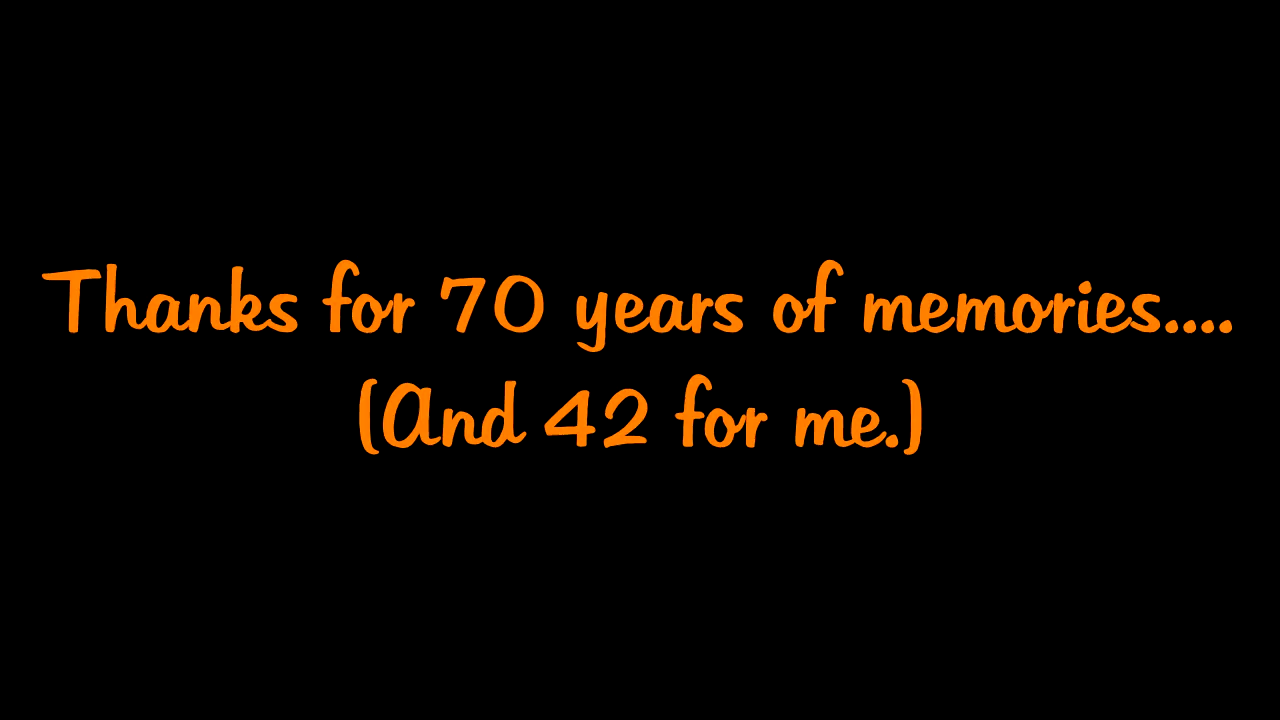 Thanks for 70 years of memories....
(And 42 for me.)